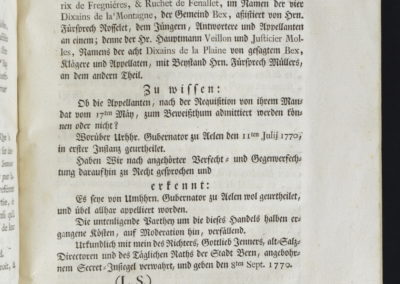 rix de Fregnières, & Ruchet de Fenallet, im Namen der vier
Dixains de la Montagne, der Gemeind Bex, assistiert von Hrn.
Fürsprech Rosselet, dem Jüngern, Antwortere und Appellaten
an einem; denne der Hr. Hauptmann Veillon und Justicier Mol-
les, Namens der acht Dixains de la Plaine von gesagtem Bex,
Klägere und Appellaten, mit Beystand Hrn. Fürsprech Müllers,
an dem andern Theil.
Zu wissen:
Ob die Appellanten, nach der Requisition von ihrem Man-
dat vom 17ten Mäy, zum Beweißthum admittiert werden kön-
nen oder nicht?
Worüber Urhhr. Gubernator zu Aelen den 11ten Julij 1770,
in erster Instanz geurtheilet.
Haben Wir nach angehörter Verfecht- und Gegenverfech-
tung daraufhin zu Recht gesprochen und
erkennt:
Es seye von Umhhrn. Gubernator zu Aelen wol geurtheilet,
und übel allhar appelliert worden.
Die untenligende Parthey um die dieses Handels halben er-
gangene Kösten, auf Moderation hin, verfällend.
Urkundlich mit mein des Richters, Gottlieb Jenners, alt-Saltz-
Directoren und des Täglichen Raths der Stadt Bern, angebohr-
nem Secret-Insiegel verwahrt, und geben den 8ten Sept. 1770.
(L.S)